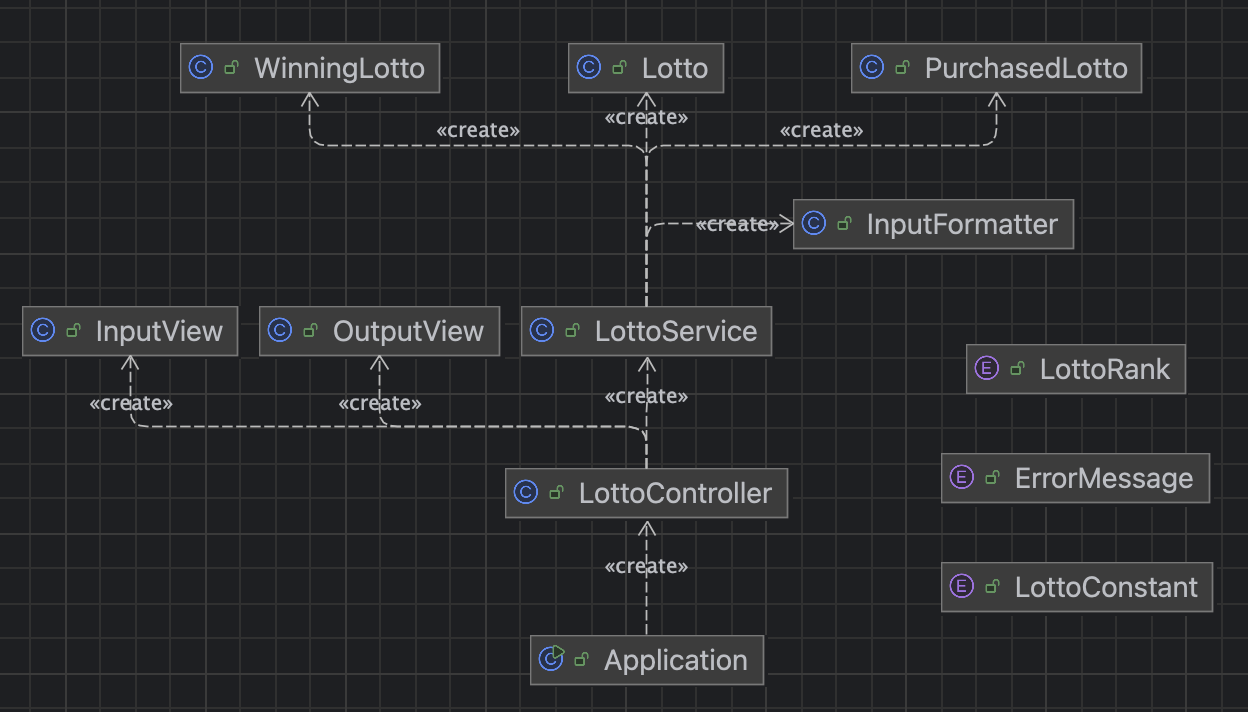 C WinningLotto
C Lotto
C PurchasedLotto
«create»
«create»
«create»
«create»
C InputFormatter
C InputView
C OutputView
C LottoService
E LottoRank
«create»
«create»
«create»
C LottoController
E ErrorMessage
«create»
E LottoConstant
C Application